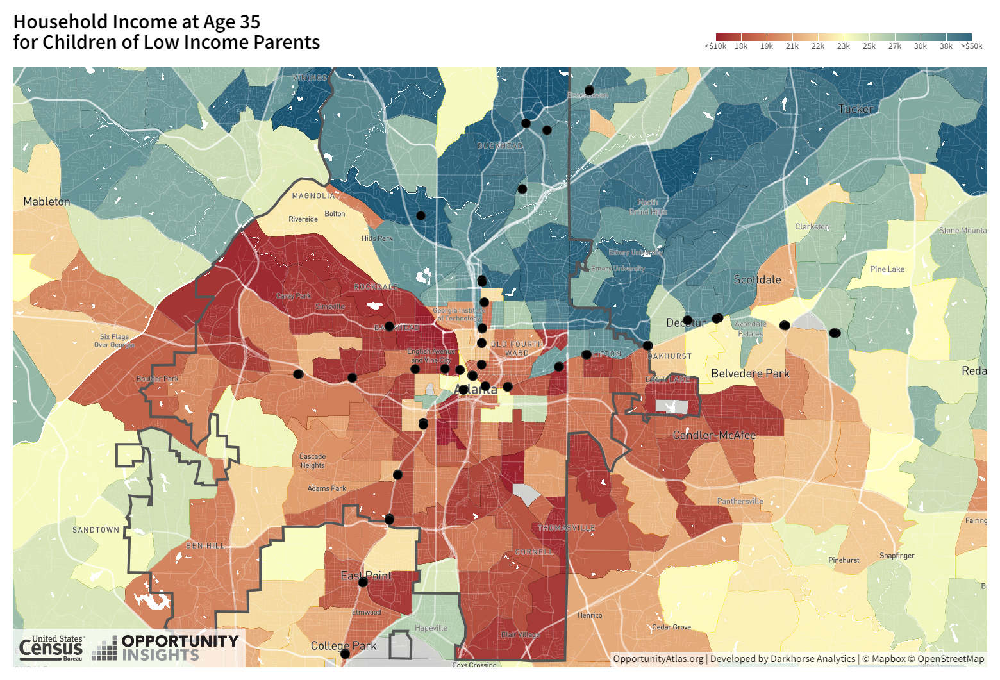 Household Income at Age 35
for Children of Low Income Parents
<$10k 18k 19k 21k 22k 23k 25k 27k 30k 38k >$50k
VININGS
Brookhaven
Tucker
BUCKHEAD
Mableton
MAGNOLIA
Riverside
Bolton
North
Druid Hills
Clarkston
Stone Mounta
Hills Park
Emory University
Emory University
Pine Lake
Scottdale
ROCKDALE
Carey Park
Simsville
Georgia Institute
of Technology
Decatur
Avondale
Estates
BANKHEAD
Six Flags
Over Georgia
OLD FOURTH
WARD
English Avenue
and Vine City
OAKHURST
Belvedere Park
Reda
Boulder Park
EAST LAKE
Atlanta
Candler-McAfee
Cascade
Heights
Adams Park
Panthersville
SANDTOWN
THOMASVILLE
Fairing
BEN HILL
CORNELL
Pinehurst
Snapfinger
East Point
Elmwood
Henrico
Hapeville
Cedar Grove
Blair Village
College Park
United States™
Census
Bureau
OPPORTUNITY
INSIGHTS
Coxs Crossing
OpportunityAtlas.org | Developed by Darkhorse Analytics | © Mapbox © OpenStreetMap